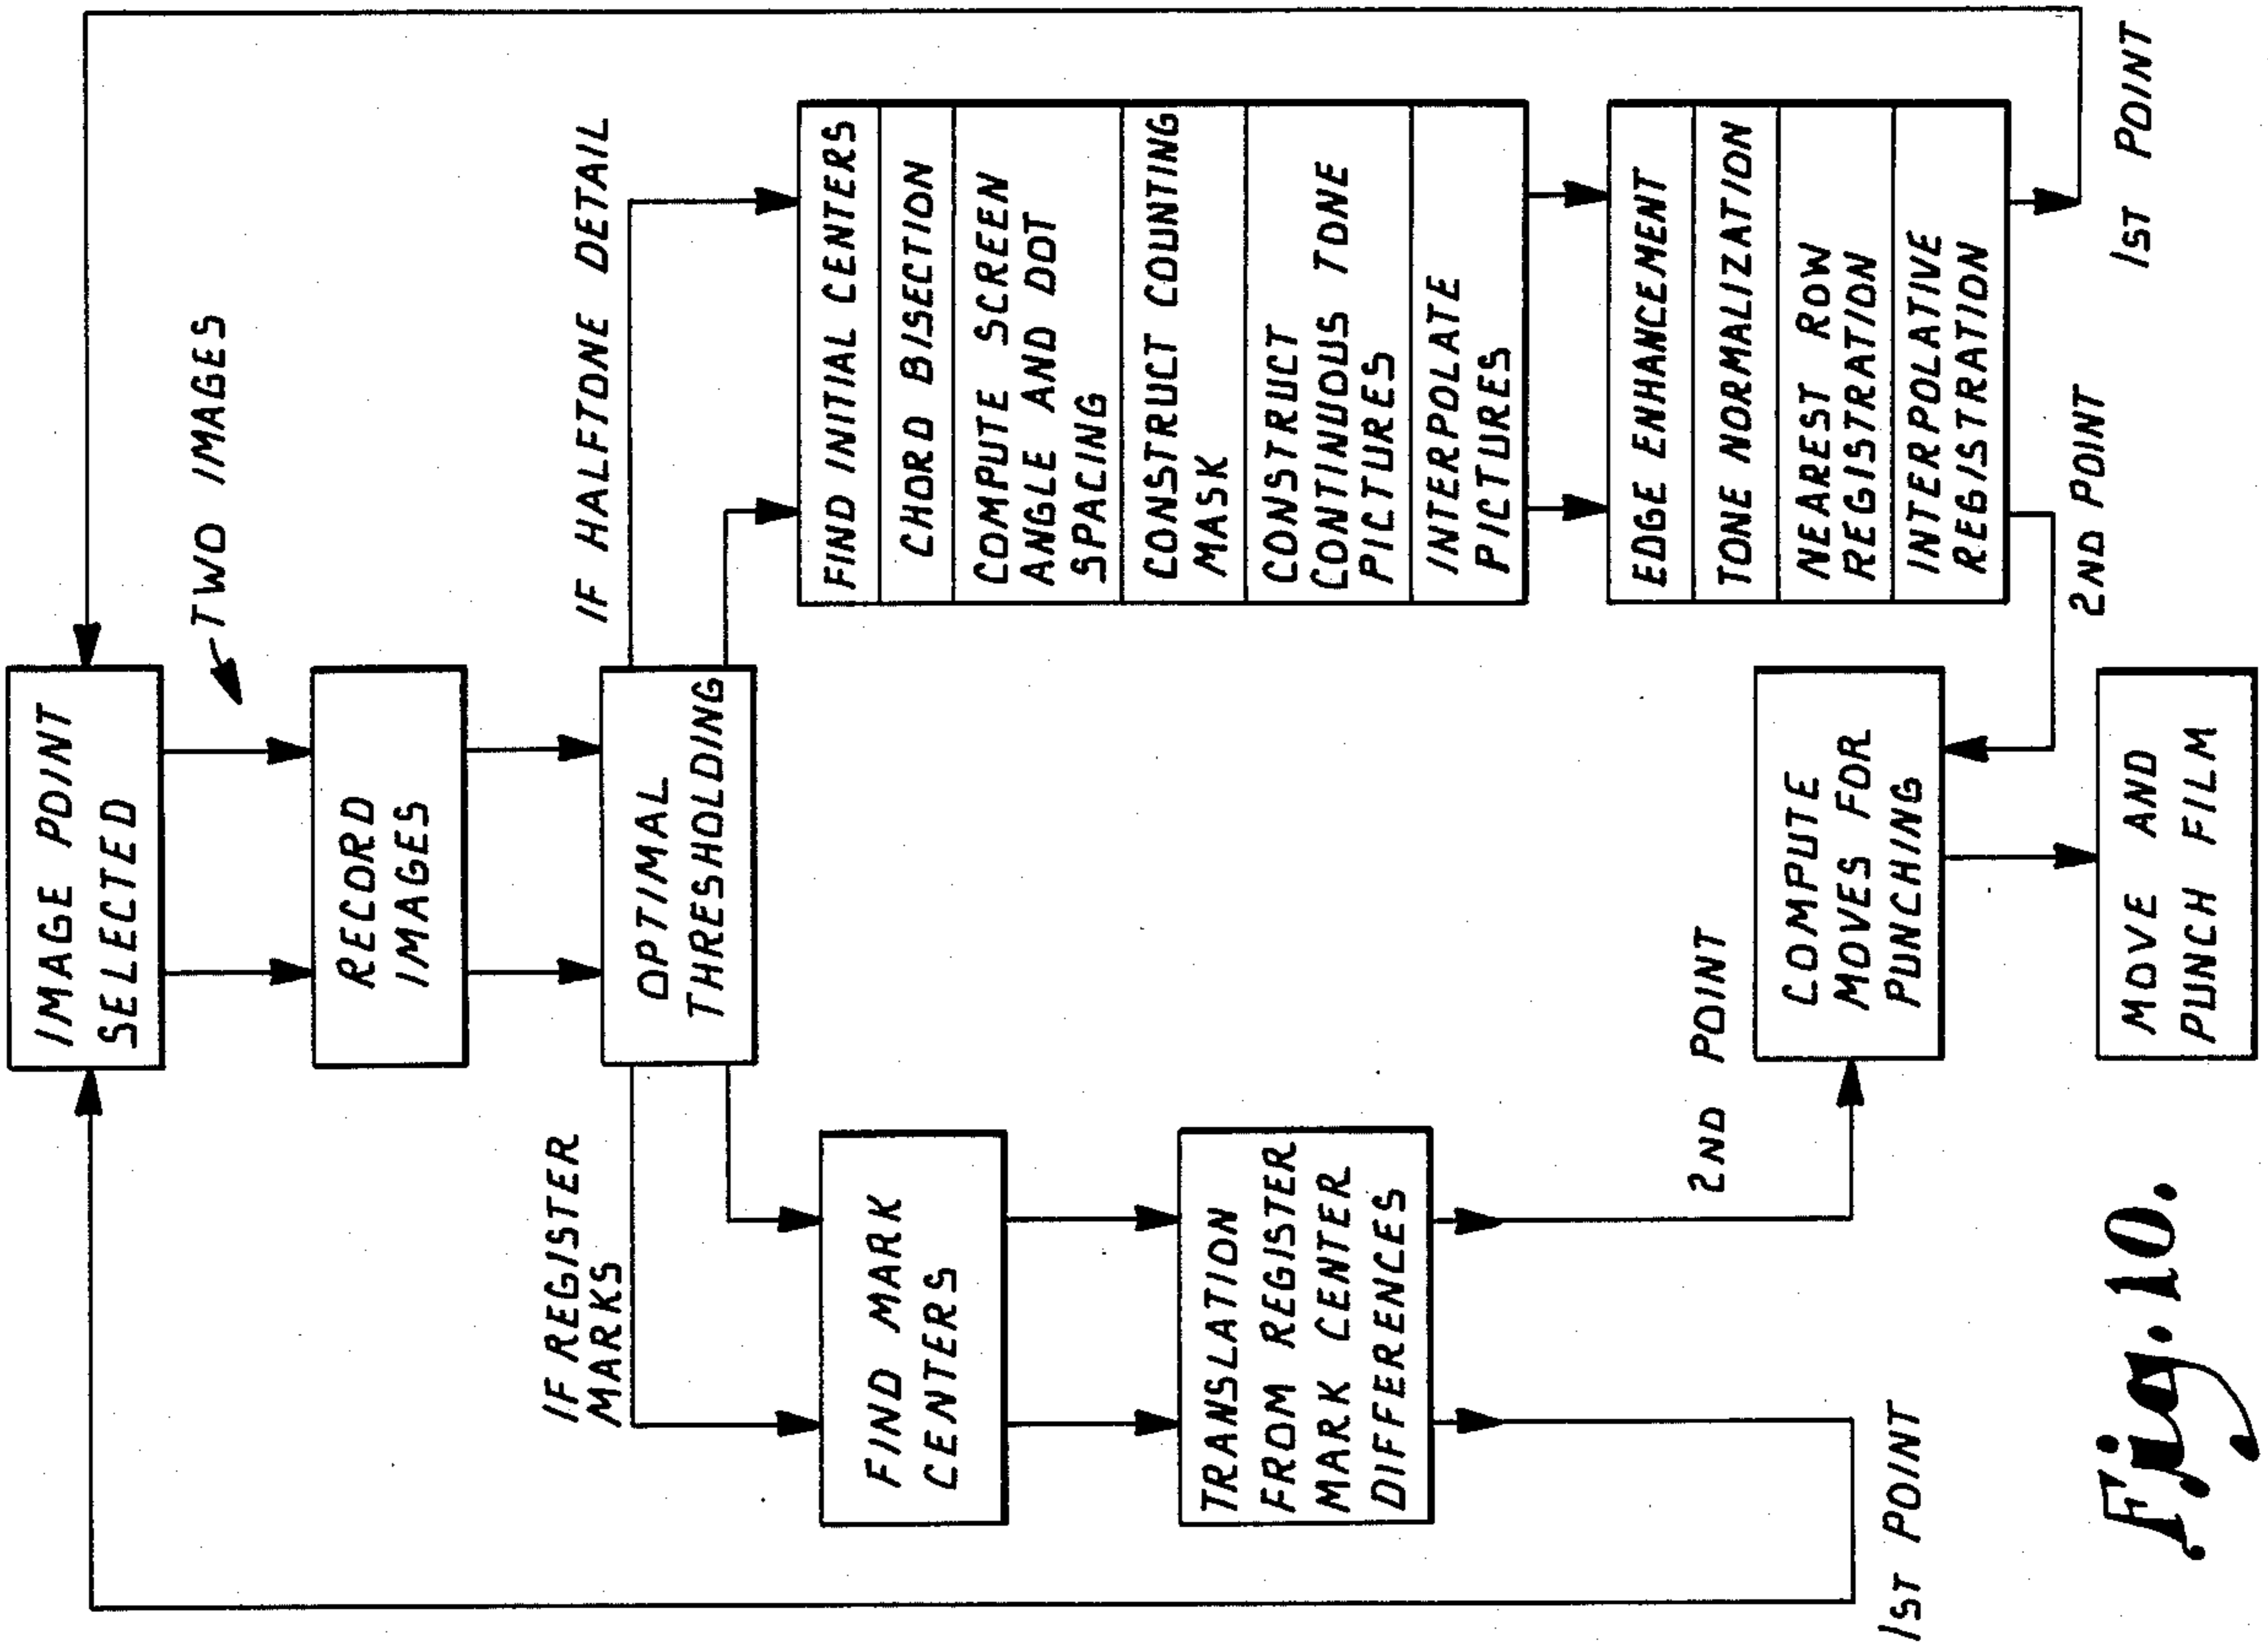 IMAGE POINT
SELECTED
TWO IMAGES
RECORD
IMAGES
OPTIMAL
THRESHOLDING
IF REGISTER
MARKS
FIND MARK
CENTERS
TRANSLATION
FROM REGISTER
MARK CENTER
DIFFERENCES
1ST POINT
2ND POINT
IF HALFTONE DETAIL
FIND INITIAL CENTERS
CHORD BISECTION
COMPUTE SCREEN
ANGLE AND DOT
SPACING
CONSTRUCT COUNTING
MASK
CONSTRUCT
CONTINUOUS TONE
PICTURES
INTERPOLATE
PICTURES
EDGE ENHANCEMENT
TONE NORMALIZATION
NEAREST ROW
REGISTRATION
INTERPOLATIVE
REGISTRATION
2ND POINT
1ST POINT
COMPUTE
MOVES FOR
PUNCHING
MOVE AND
PUNCH FILM
Fig. 10.